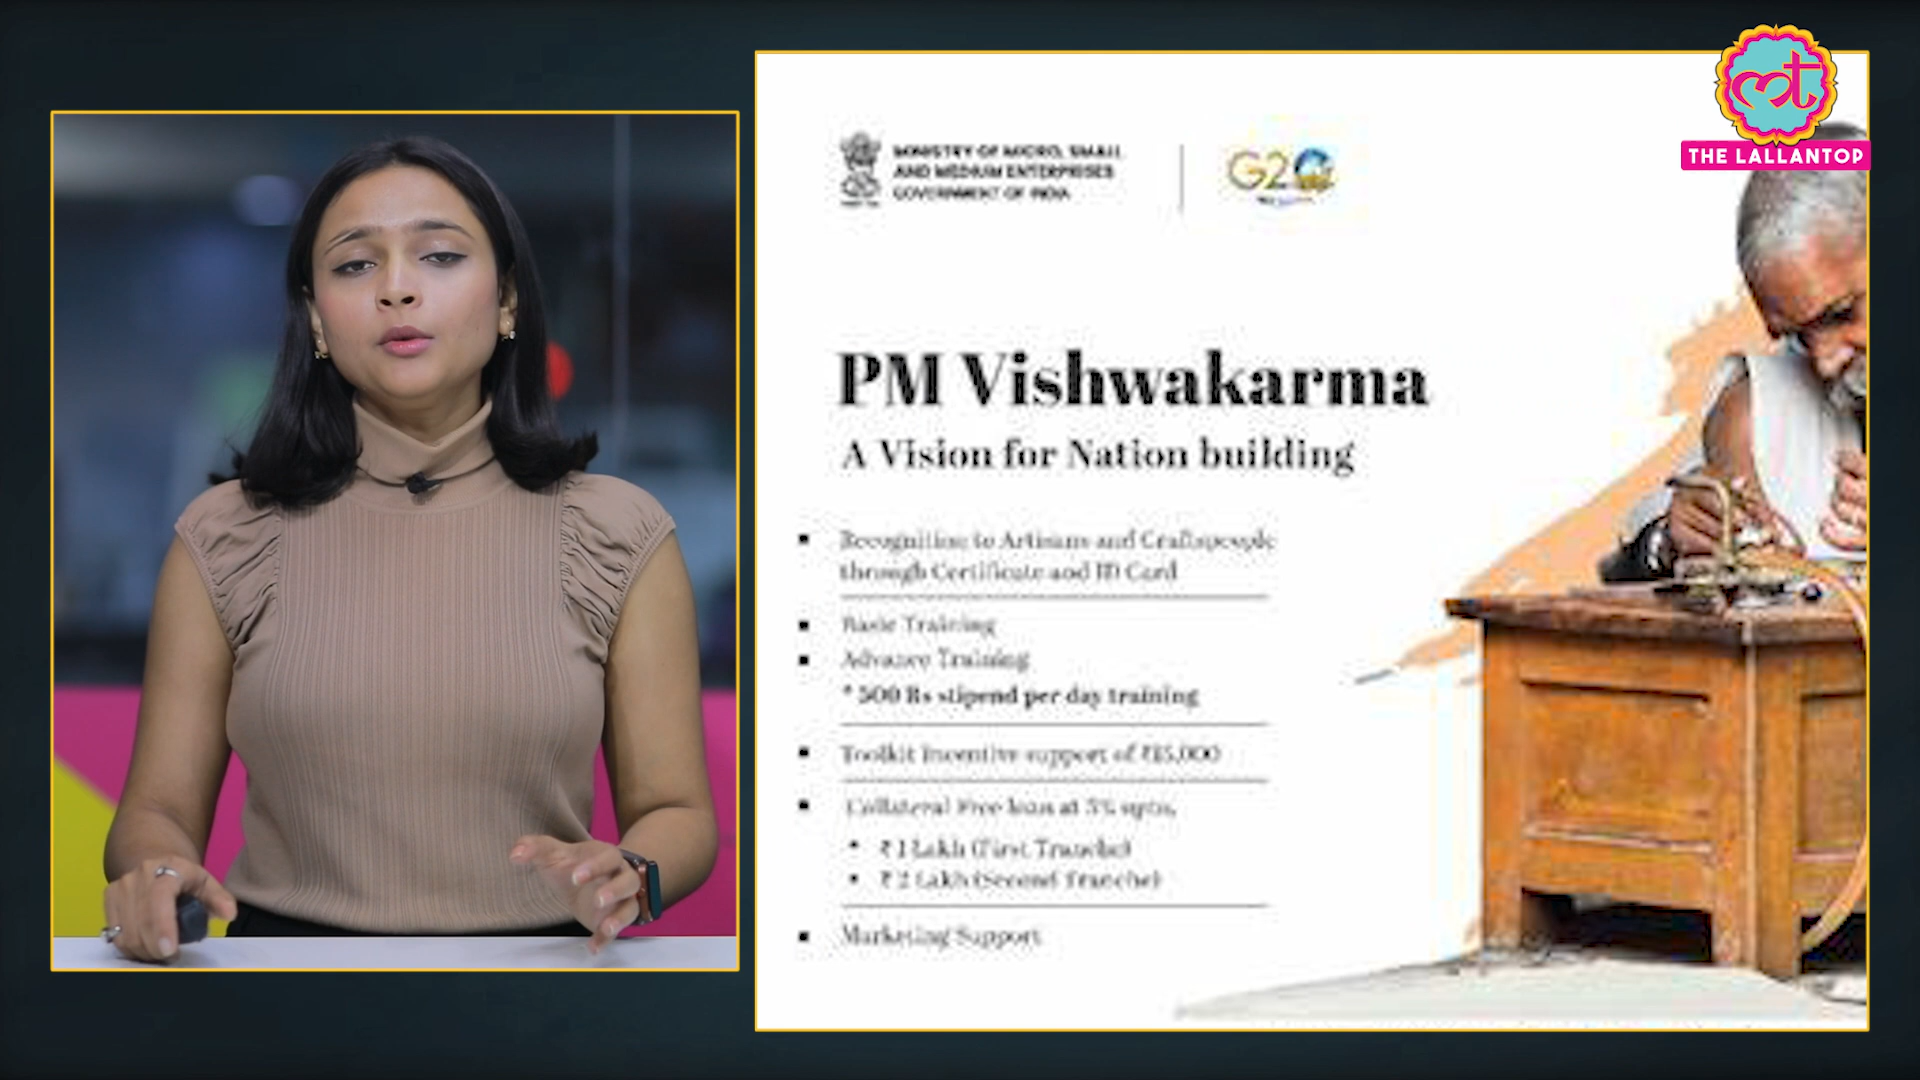 THE LALLANTOP
MINISTRY OF MICRO, SMALL
AND MEDIUM ENTERPRISES
GOVERNMENT OF INDIA
G20
PM Vishwakarma
A Vision for Nation building
Recognition to Artisans and Craftspeople
through Certificate and ID Card
Basic Training
Advance Training
* 500 Rs stipend per day training
Toolkit Incentive support of ₹15,000
Collateral Free loan at 5% upto,
₹ 1 Lakh (First Tranche)
₹ 2 Lakh (Second Tranche)
Marketing Support